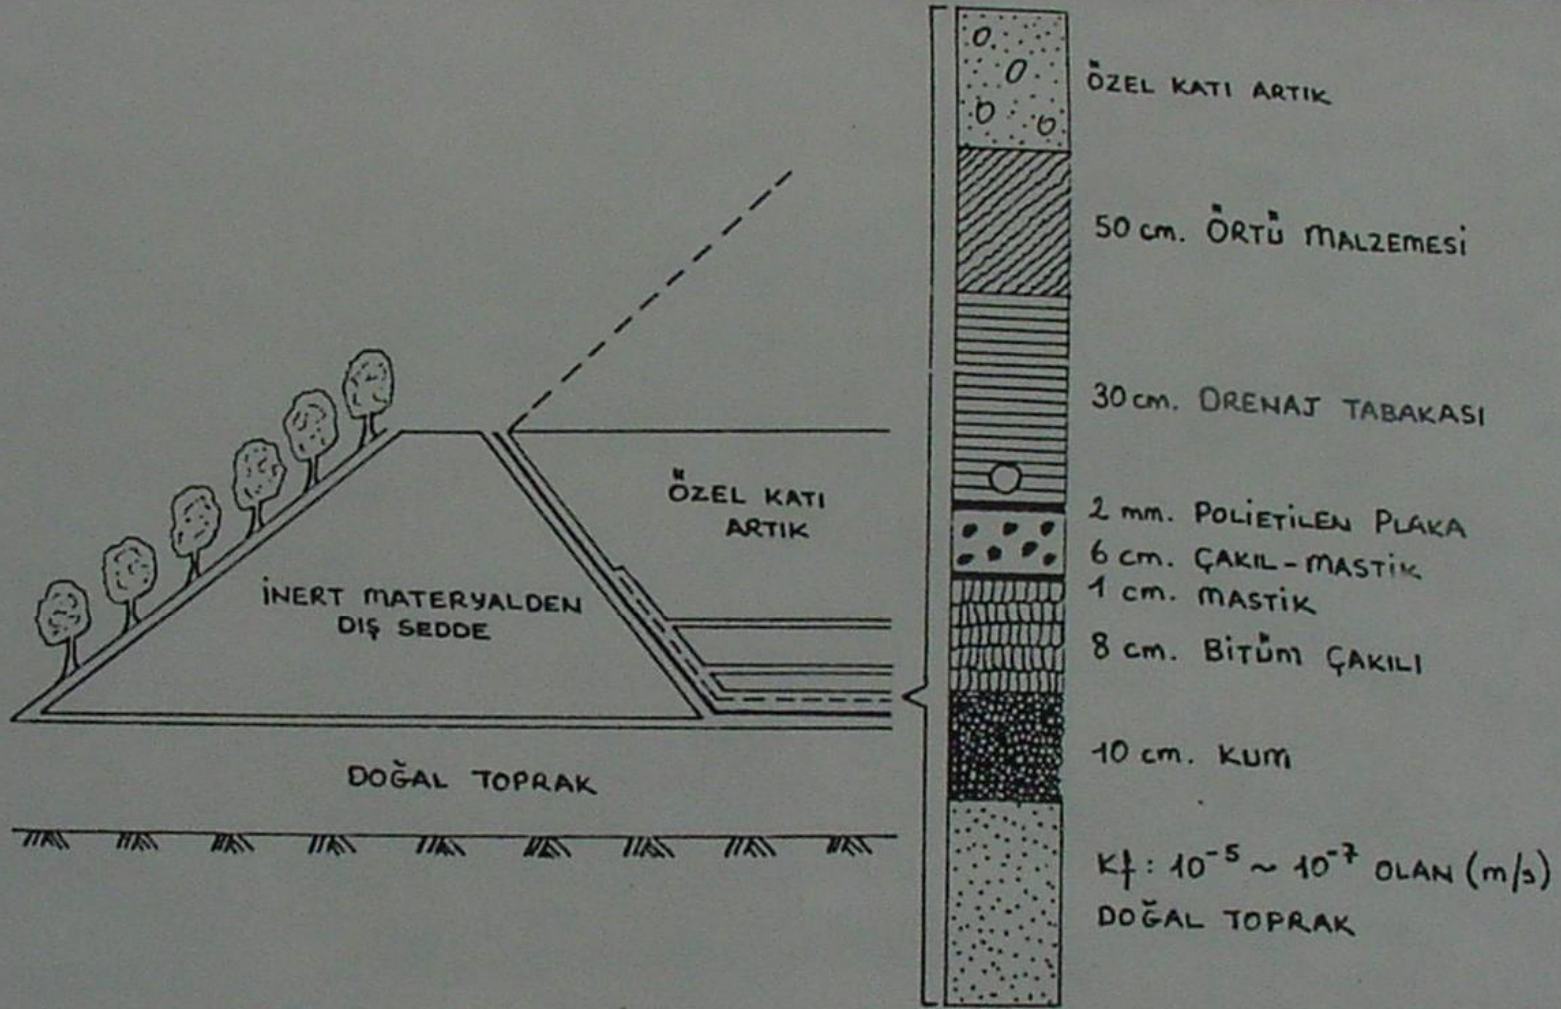 ÖZEL KATI ARTIK
50 cm. ÖRTÜ MALZEMESİ
30 cm. DRENAJ TABAKASI
2 mm. POLİETİLEN PLAKA
6 cm. ÇAKIL-MASTİK
1 cm. MASTİK
8 cm. BİTÜM ÇAKILI
10 cm. KUM
Kf: 10⁻⁵ ~ 10⁻⁷ OLAN (m/s)
DOĞAL TOPRAK
ÖZEL KATI
ARTIK
İNERT MATERYALDEN
DIŞ SEDDE
DOĞAL TOPRAK